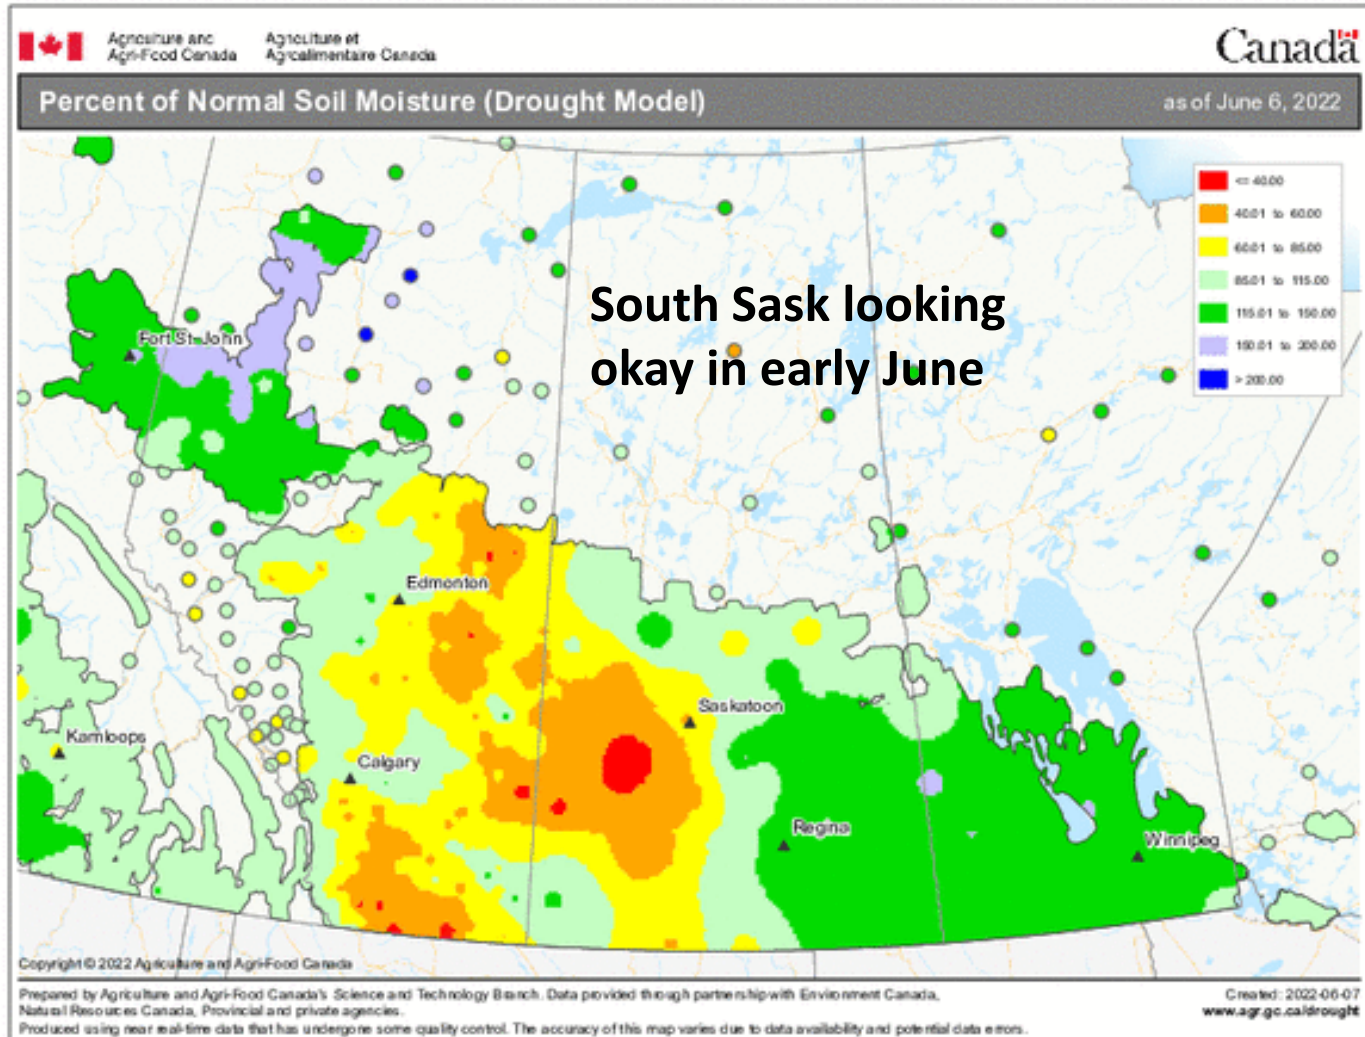 Agriculture and
Agri-Food Canada
Agriculture et
Agroalimentaire Canada
Canada
Percent of Normal Soil Moisture (Drought Model)
as of June 6, 2022
<= 40.00
40.01 to 60.00
60.01 to 85.00
85.01 to 115.00
115.01 to 150.00
150.01 to 200.00
> 200.00
South Sask looking
okay in early June
Fort St. John
Edmonton
Saskatoon
Kamloops
Calgary
Regina
Winnipeg
Copyright © 2022 Agriculture and Agri-Food Canada
Prepared by Agriculture and Agri-Food Canada's Science and Technology Branch. Data provided through partnership with Environment Canada,
Natural Resources Canada, Provincial and private agencies.
Produced using near real-time data that has undergone some quality control. The accuracy of this map varies due to data availability and potential data errors.
Created: 2022-06-07
www.agr.gc.ca/drought